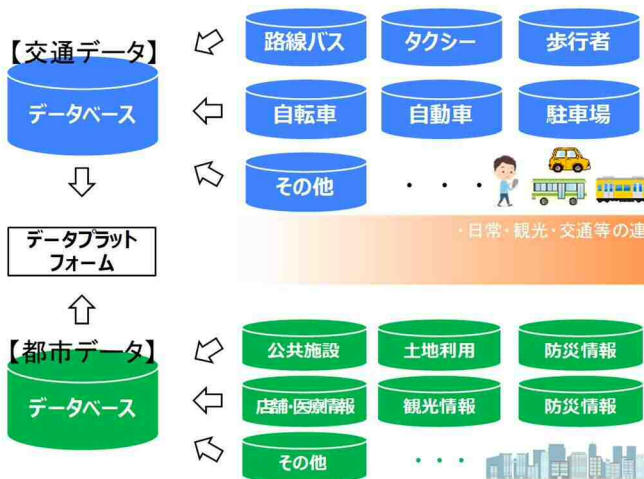 【交通データ】
データベース
路線バス
タクシー
歩行者
自転車
自動車
駐車場
その他
・・・
データプラット
フォーム
・日常・観光・交通等の連
【都市データ】
データベース
公共施設
土地利用
防災情報
店舗・医療情報
観光情報
防災情報
その他
・・・